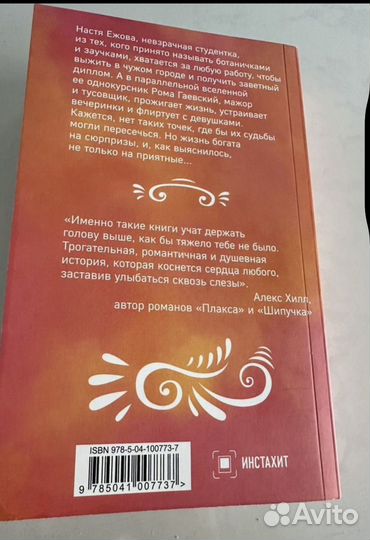 Настя Ежова, невзрачная студентка,
из тех, кого принято называть ботаничками
и заучками, хватается за любую работу, чтобы
выжить в чужом городе и получить заветный
диплом. А в параллельной вселенной
ее однокурсник Рома Гаевский, мажор
и тусовщик, прожигает жизнь, устраивает
вечеринки и флиртует с девушками.
Кажется, нет таких точек, где бы их судьбы
могли пересечься. Но жизнь богата
на сюрпризы, и, как выяснилось,
не только на приятные...
«Именно такие книги учат держать
голову выше, как бы тяжело тебе не было.
Трогательная, романтичная и душевная
история, которая коснется сердца любого,
заставив улыбаться сквозь слезы».
Алекс Хилл,
автор романов «Плакса» и «Шипучка»
ISBN 978-5-04-100773-7
9 785041 007737 >
ИНСТАХИТ
Avito